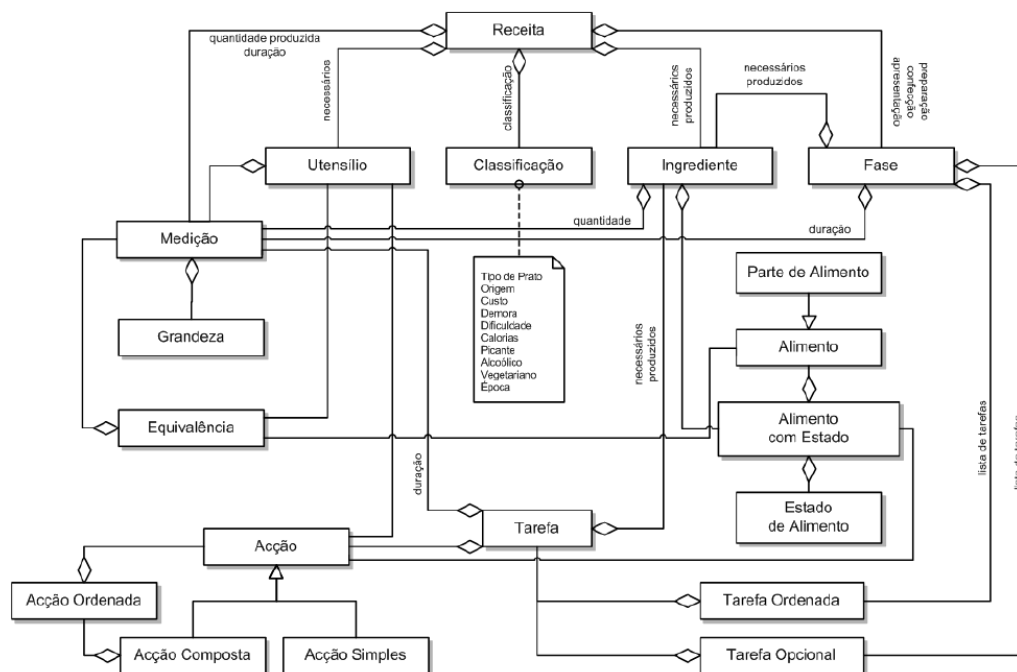 Receita
quantidade produzida
duração
necessários
classificação
necessários
produzidos
necessários
produzidos
preparação
confecção
apresentação
Utensílio
Classificação
Ingrediente
Fase
quantidade
duração
Medição
Grandeza
Tipo de Prato
Origem
Custo
Demora
Dificuldade
Calorias
Picante
Alcoólico
Vegetariano
Época
Parte de Alimento
Alimento
necessários
produzidos
Equivalência
Alimento
com Estado
lista de tarefas
lista de tarefas
duração
Estado
de Alimento
Tarefa
Acção
Acção Ordenada
Tarefa Ordenada
Acção Composta
Acção Simples
Tarefa Opcional